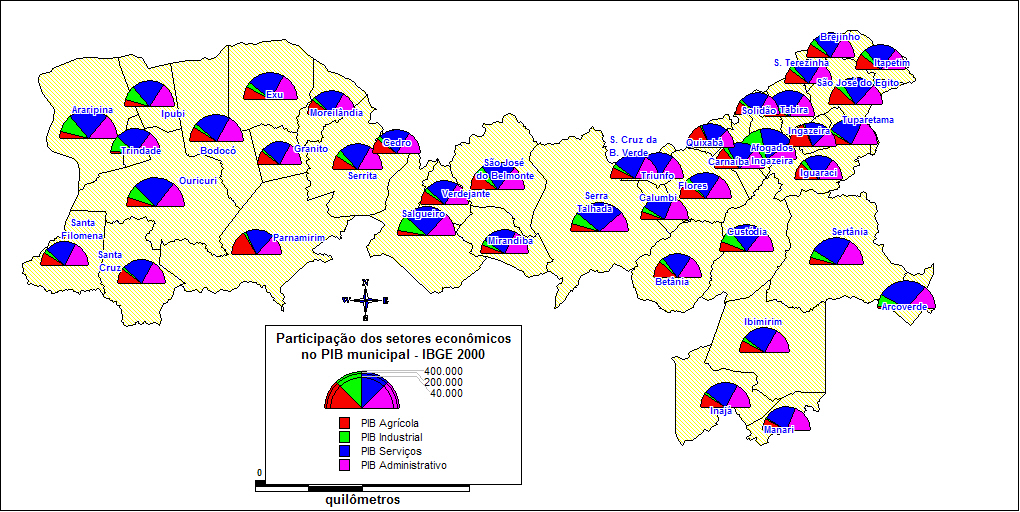 Brejinho
S. Terezinha
Itapetim
São José do Egito
Exu
Ipubi
Moreilândia
Araripina
Solidão
Tabira
Tuparetama
Ingazeira
Trindade
Bodocó
Granito
Cedro
Quixaba
S. Cruz da
B. Verde
Afogados
Ingazeira
Carnaíba
Iguaraci
Serrita
São José
do Belmonte
Triunfo
Ouricuri
Verdejante
Flores
Calumbi
Serra
Talhada
Salgueiro
Santa
Filomena
Parnamirim
Mirandiba
Custódia
Sertânia
Santa
Cruz
Betânia
Arcoverde
N
W
E
S
Ibimirim
Inajá
Manari
Participação dos setores econômicos
no PIB municipal - IBGE 2000
400.000
200.000
40.000
PIB Agrícola
PIB Industrial
PIB Serviços
PIB Administrativo
0
quilômetros